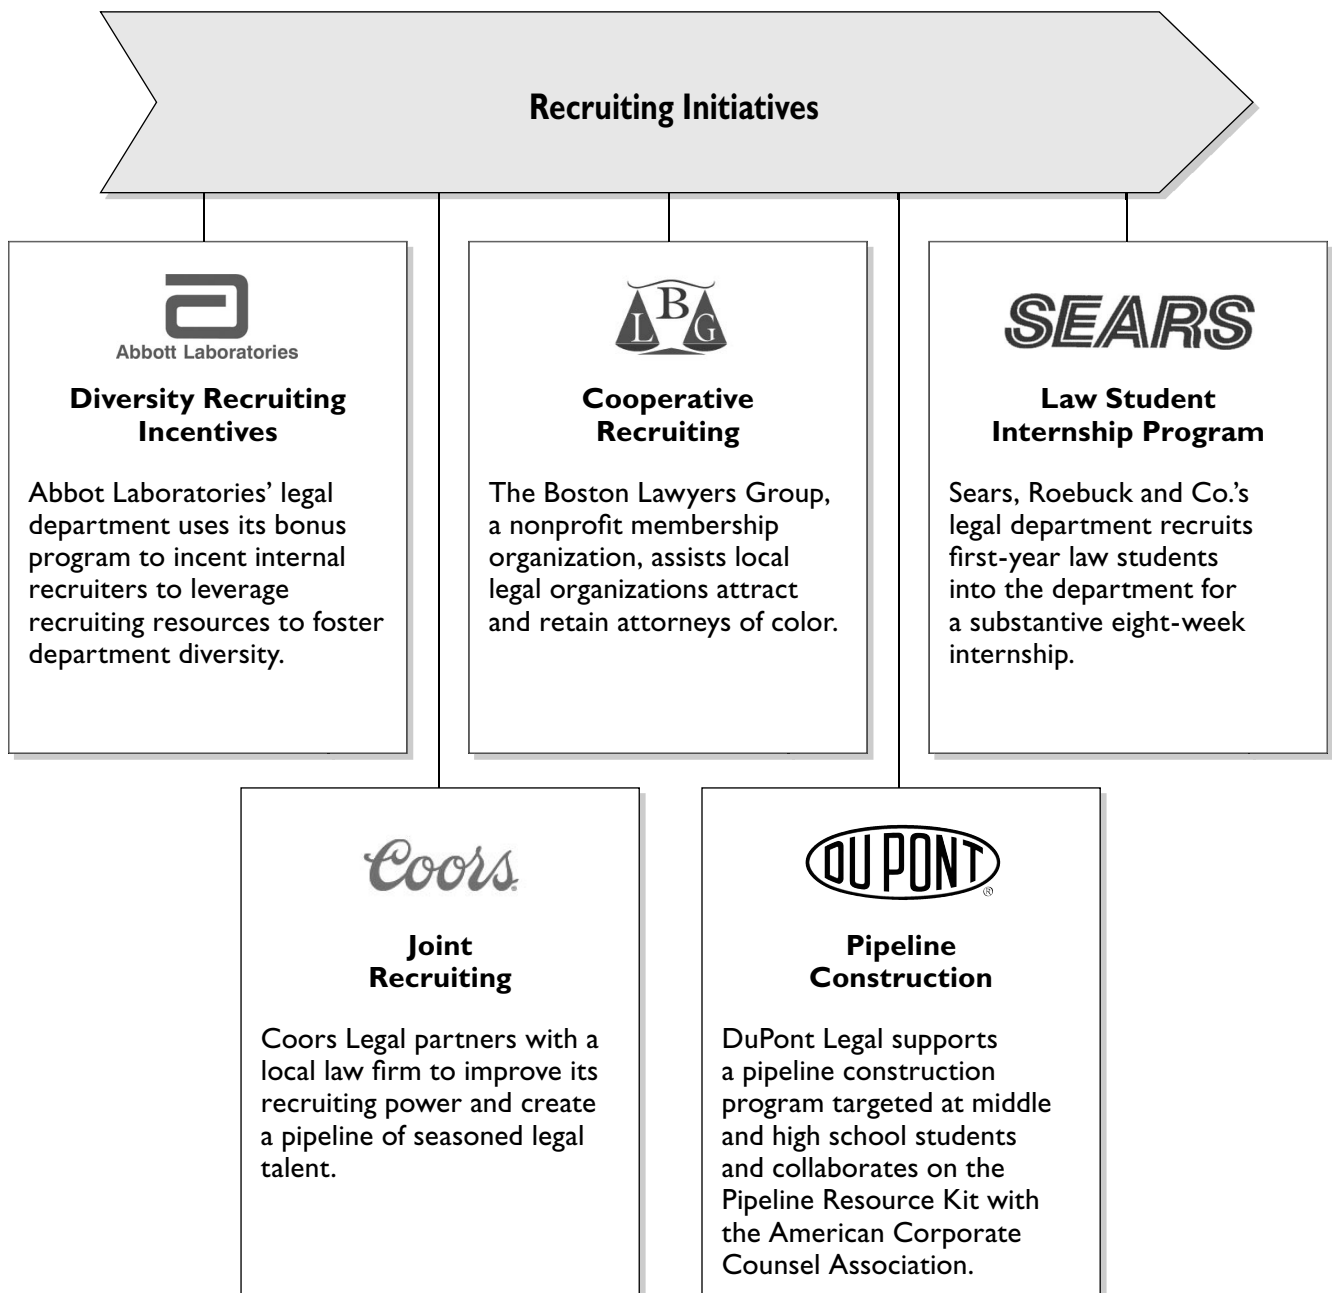 Recruiting Initiatives
Abbott Laboratories
Diversity Recruiting
Incentives
Abbot Laboratories’ legal
department uses its bonus
program to incent internal
recruiters to leverage
recruiting resources to foster
department diversity.
L B G
Cooperative
Recruiting
The Boston Lawyers Group,
a nonprofit membership
organization, assists local
legal organizations attract
and retain attorneys of color.
SEARS
Law Student
Internship Program
Sears, Roebuck and Co.’s
legal department recruits
first-year law students
into the department for
a substantive eight-week
internship.
Coors
Joint
Recruiting
Coors Legal partners with a
local law firm to improve its
recruiting power and create
a pipeline of seasoned legal
talent.
DU PONT ®
Pipeline
Construction
DuPont Legal supports
a pipeline construction
program targeted at middle
and high school students
and collaborates on the
Pipeline Resource Kit with
the American Corporate
Counsel Association.